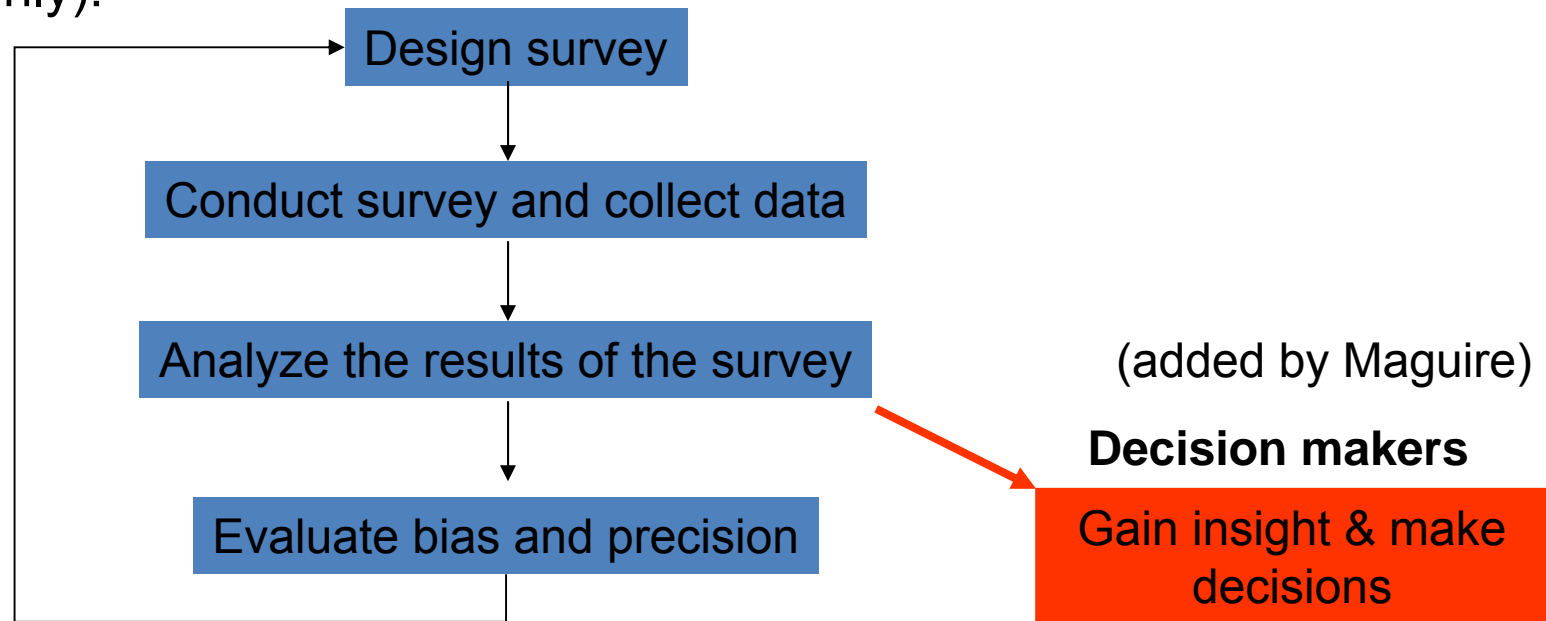 Design survey
Conduct survey and collect data
Analyze the results of the survey
(added by Maguire)
Decision makers
Evaluate bias and precision
Gain insight & make
decisions